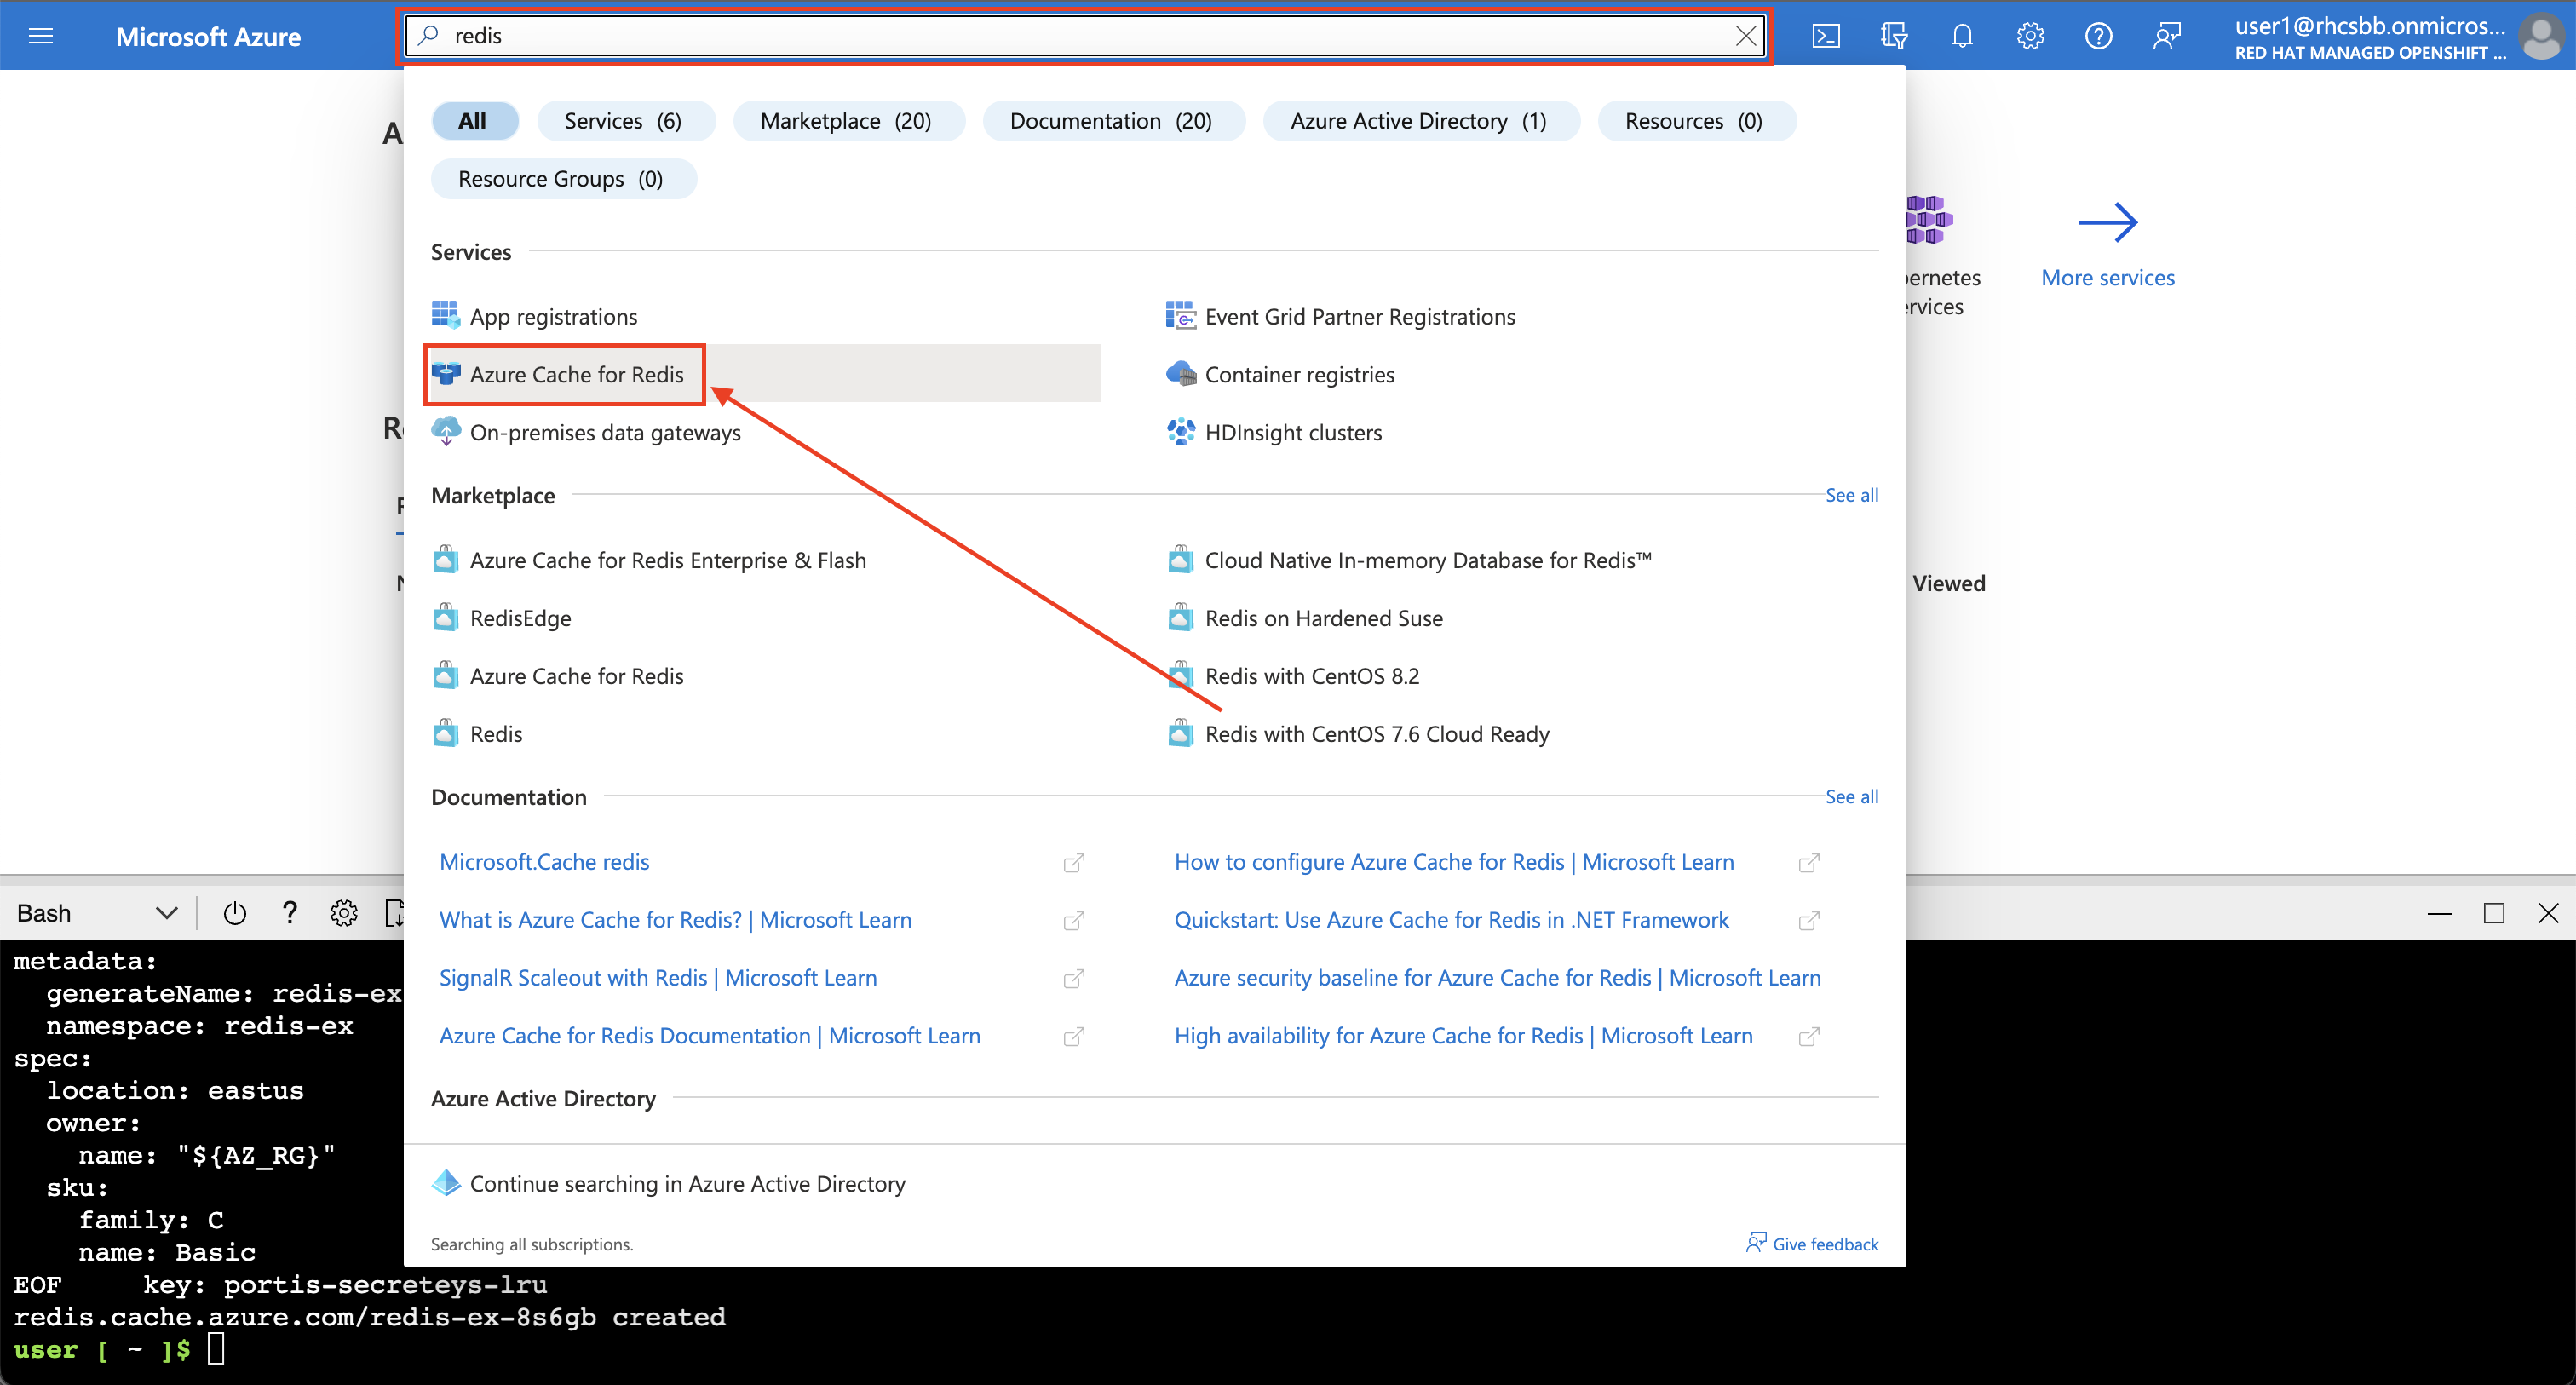 Microsoft Azure
redis
user1@rhcsbb.onmicros...
RED HAT MANAGED OPENSHIFT ...
All
Services (6)
Marketplace (20)
Documentation (20)
Azure Active Directory (1)
Resources (0)
Resource Groups (0)
Services
App registrations
Event Grid Partner Registrations
Azure Cache for Redis
Container registries
On-premises data gateways
HDInsight clusters
More services
Viewed
Marketplace
See all
Azure Cache for Redis Enterprise & Flash
Cloud Native In-memory Database for Redis™
RedisEdge
Redis on Hardened Suse
Azure Cache for Redis
Redis with CentOS 8.2
Redis
Redis with CentOS 7.6 Cloud Ready
Documentation
See all
Microsoft.Cache redis
How to configure Azure Cache for Redis | Microsoft Learn
What is Azure Cache for Redis? | Microsoft Learn
Quickstart: Use Azure Cache for Redis in .NET Framework
SignalR Scaleout with Redis | Microsoft Learn
Azure security baseline for Azure Cache for Redis | Microsoft Learn
Azure Cache for Redis Documentation | Microsoft Learn
High availability for Azure Cache for Redis | Microsoft Learn
Azure Active Directory
Continue searching in Azure Active Directory
Searching all subscriptions.
Give feedback
Bash
metadata:
generateName: redis-ex
namespace: redis-ex
spec:
location: eastus
owner:
name: "${AZ_RG}"
sku:
family: C
name: Basic
EOF key: portis-secreteys-lru
redis.cache.azure.com/redis-ex-8s6gb created
user [ ~ ]$